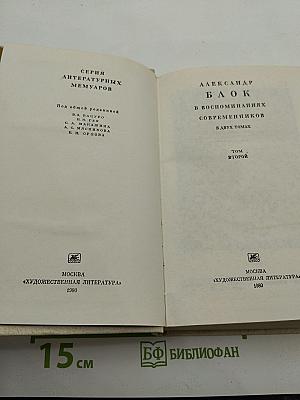 СЕРИЯ
ЛИТЕРАТУРНЫХ
МЕМУАРОВ
Под общей редакцией
В. Э. ВАЦУРО
Н. К. ГЕЯ
С. А. МАКАШИНА
А. С. МЯСНИКОВА
В. Н. ОРЛОВА
МОСКВА
«ХУДОЖЕСТВЕННАЯ ЛИТЕРАТУРА»
1980
АЛЕКСАНДР
БЛОК
В ВОСПОМИНАНИЯХ
СОВРЕМЕННИКОВ
В ДВУХ ТОМАХ
ТОМ
ВТОРОЙ
МОСКВА
«ХУДОЖЕСТВЕННАЯ ЛИТЕРАТУРА»
1980
15 см
БФ БИБЛИОФАН